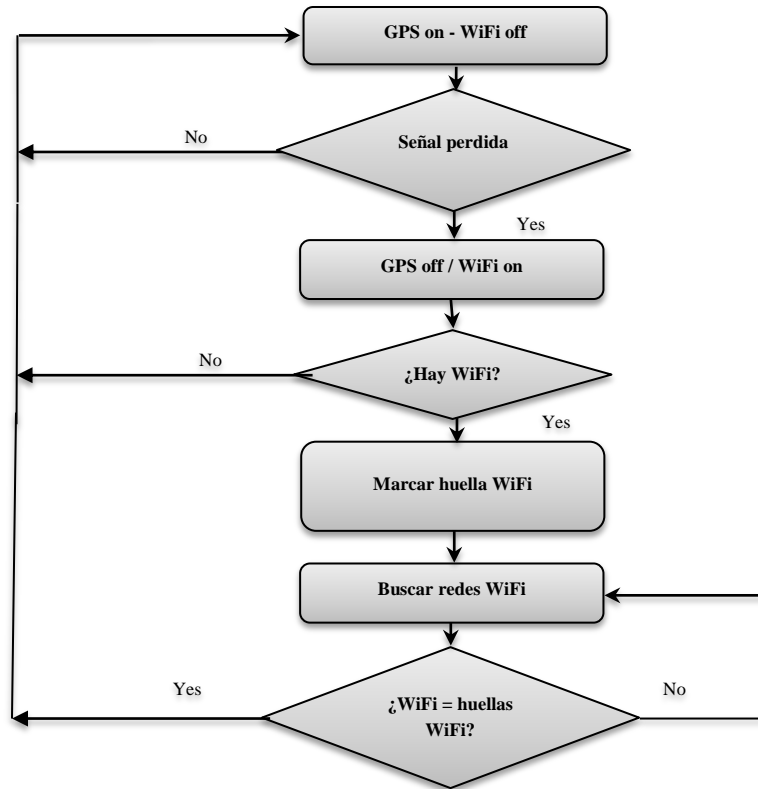 GPS on - WiFi off
No
Señal perdida
Yes
GPS off / WiFi on
No
¿Hay WiFi?
Yes
Marcar huella WiFi
Buscar redes WiFi
Yes
¿WiFi = huellas
WiFi?
No